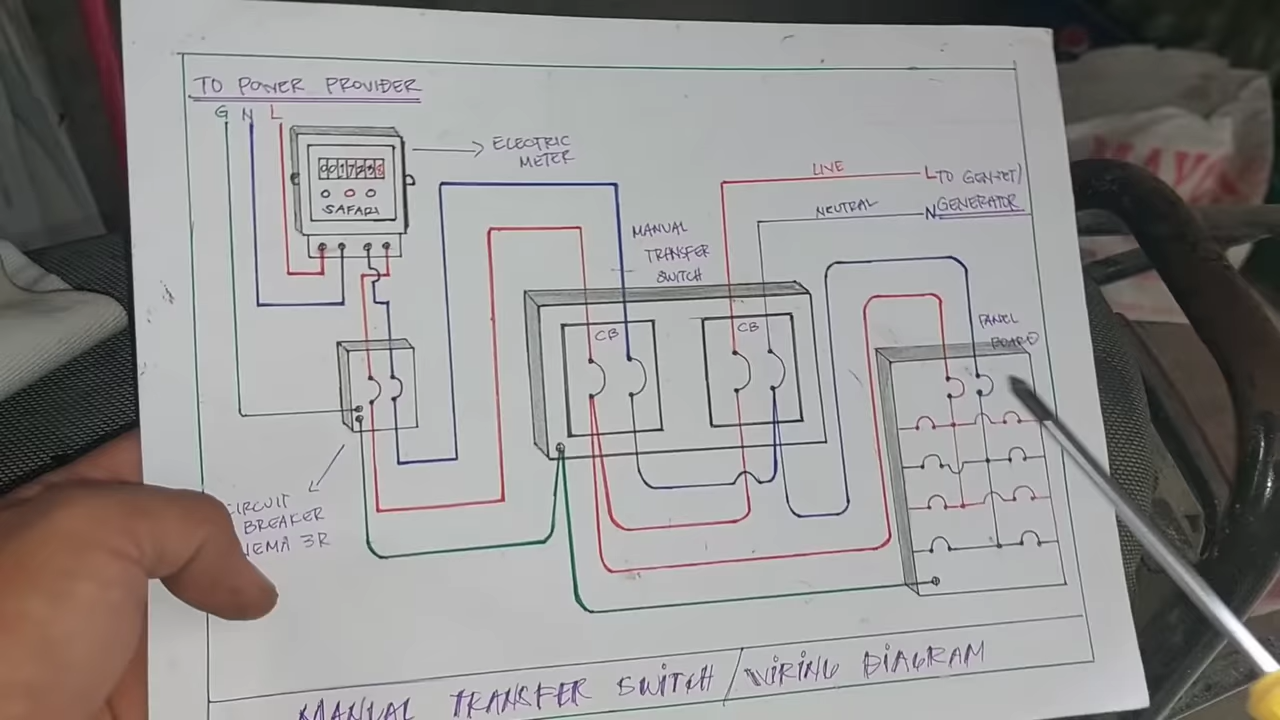 TO POWER PROVIDER
G N L
ELECTRIC
METER
SAFARI
LIVE
L TO GENSET/
NEUTRAL
N GENERATOR
MANUAL
TRANSFER
SWITCH
CB
CB
PANEL
BOARD
CIRCUIT
BREAKER
NEMA 3R
MANUAL TRANSFER SWITCH / WIRING DIAGRAM